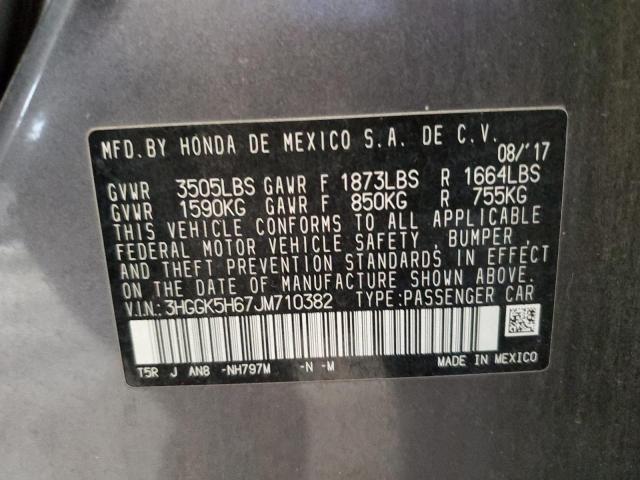 MFD.BY HONDA DE MEXICO S.A. DE C.V.
08/'17
GVWR 3505LBS GAWR F 1873LBS R 1664LBS
GVWR 1590KG GAWR F 850KG R 755KG
THIS VEHICLE CONFORMS TO ALL APPLICABLE
FEDERAL MOTOR VEHICLE SAFETY , BUMPER ,
AND THEFT PREVENTION STANDARDS IN EFFECT
ON THE DATE OF MANUFACTURE SHOWN ABOVE.
V.I.N.:3HGGK5H67JM710382 TYPE:PASSENGER CAR
T5R J AN8 -NH797M -N -M
MADE IN MEXICO